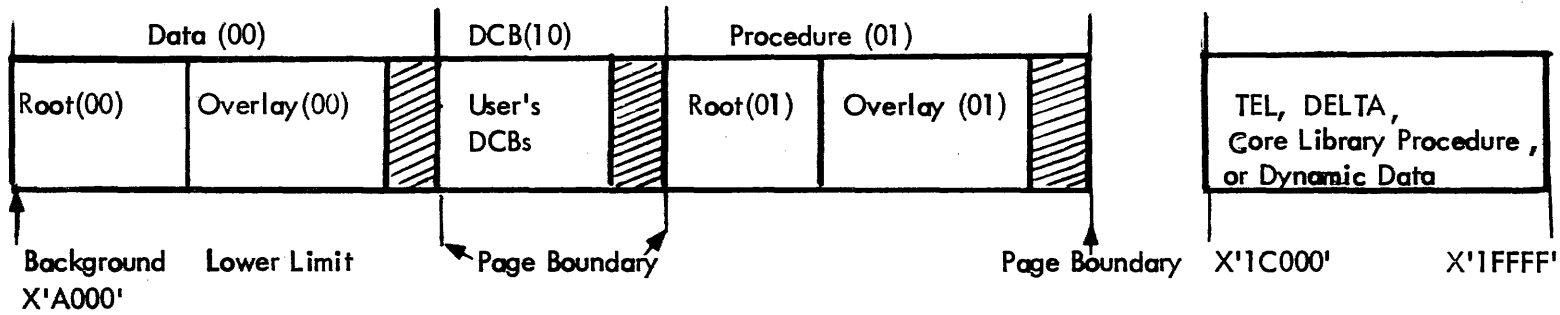 Data (00) DCB(10) Procedure (01)
Root(00) Overlay(00) User's DCBs Root(01) Overlay (01) TEL, DELTA, Core Library Procedure, or Dynamic Data
Background Lower Limit Page Boundary Page Boundary X'1C000' X'1FFFF'
X'A000'